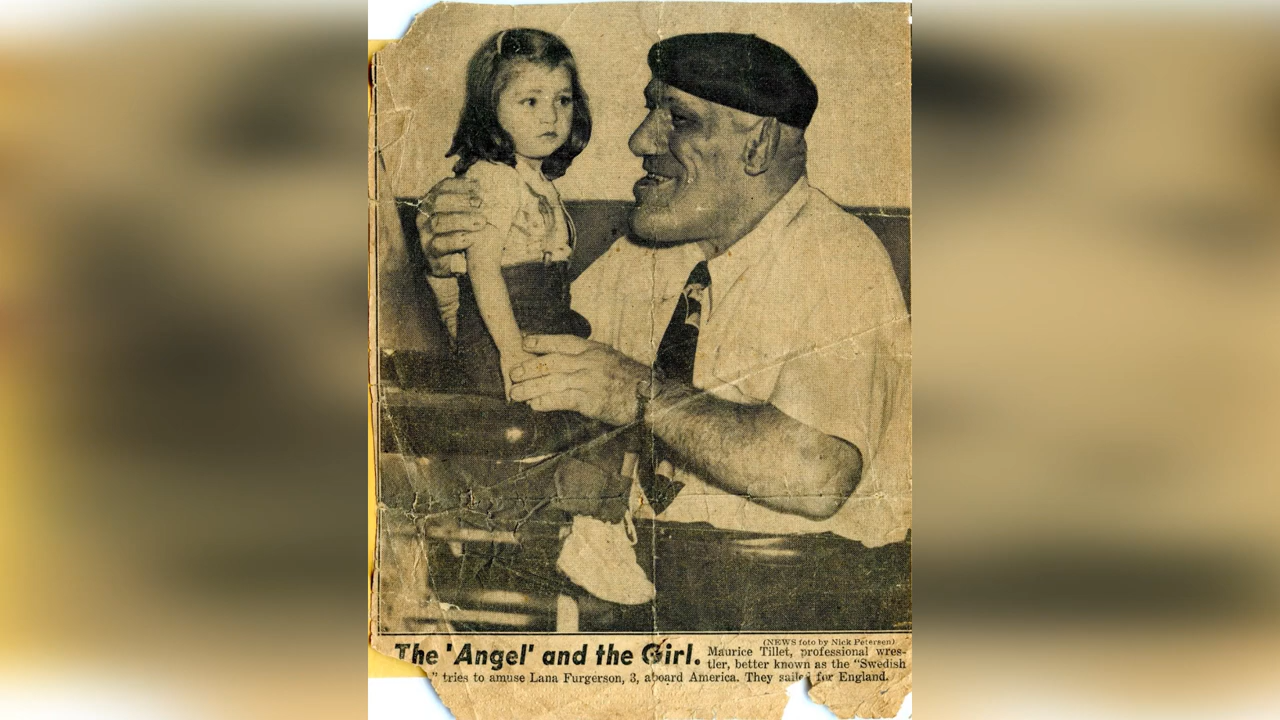 (NEWS foto by Nick Petersen)
The 'Angel' and the Girl. Maurice Tillet, professional wres-
tler, better known as the "Swedish
" tries to amuse Lana Furgerson, 3, aboard America. They sailed for England.